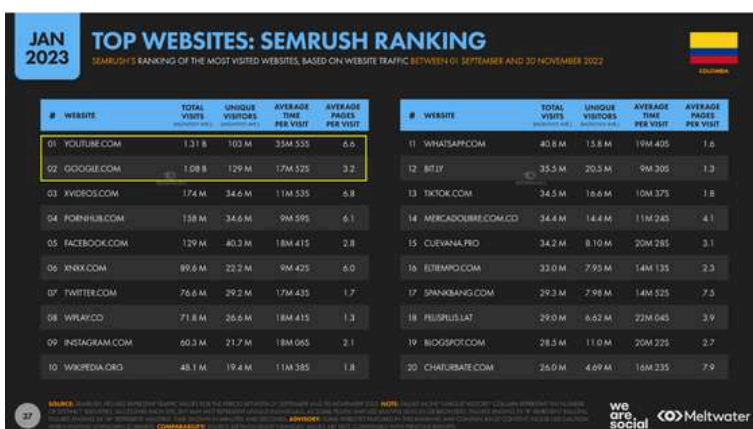 JAN
2023
TOP WEBSITES: SEMRUSH RANKING
SEMRUSH'S RANKING OF THE MOST VISITED WEBSITES, BASED ON WEBSITE TRAFFIC BETWEEN 01 SEPTEMBER AND 30 NOVEMBER 2022
COLOMBIA
# WEBSITE TOTAL VISITS UNIQUE VISITORS AVERAGE TIME PER VISIT AVERAGE PAGES PER VISIT
01 YOUTUBE.COM 1.31 B 103 M 35M 55S 6.6
02 GOOGLE.COM 1.08 B 129 M 17M 52S 3.2
03 XVIDEOS.COM 174 M 34.6 M 11M 53S 6.8
04 PORNHUB.COM 158 M 34.6 M 9M 59S 6.1
05 FACEBOOK.COM 129 M 40.3 M 18M 41S 2.8
06 XNXX.COM 89.6 M 22.2 M 9M 42S 6.0
07 TWITTER.COM 76.6 M 29.2 M 17M 43S 1.7
08 WPLAY.CO 71.8 M 26.6 M 18M 41S 1.3
09 INSTAGRAM.COM 60.3 M 21.7 M 18M 06S 2.1
10 WIKIPEDIA.ORG 48.1 M 19.4 M 11M 38S 1.8
# WEBSITE TOTAL VISITS UNIQUE VISITORS AVERAGE TIME PER VISIT AVERAGE PAGES PER VISIT
11 WHATSAPP.COM 40.8 M 15.8 M 19M 40S 1.6
12 BIT.LY 35.5 M 20.5 M 9M 30S 1.3
13 TIKTOK.COM 34.5 M 16.6 M 10M 37S 1.8
14 MERCADOLIBRE.COM.CO 34.4 M 14.4 M 11M 24S 4.1
15 CUEVANA.PRO 34.2 M 8.10 M 20M 28S 3.1
16 ELTIEMPO.COM 33.0 M 7.95 M 14M 13S 2.3
17 SPANKBANG.COM 29.3 M 7.98 M 14M 52S 7.5
18 PELISPLUS.LAT 29.0 M 6.62 M 22M 04S 3.9
19 BLOGSPOT.COM 28.5 M 11.0 M 20M 22S 2.7
20 CHATURBATE.COM 26.0 M 4.69 M 16M 23S 7.9
37
SOURCE: SEMRUSH.
NOTE:
ADVISORY:
COMPARABILITY:
we
are.
social
Meltwater